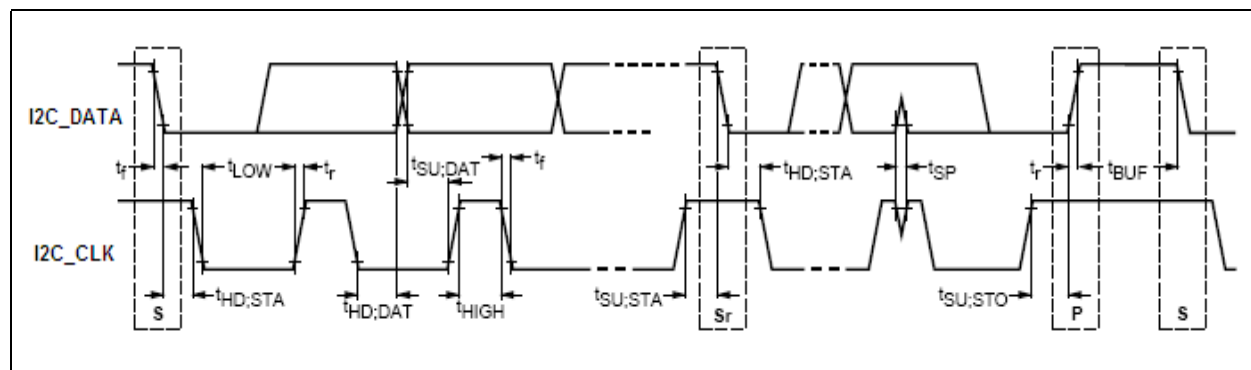 I2C_DATA
tf
tLOW
tr
tSU;DAT
tf
tHD;STA
tSP
tr
tBUF
I2C_CLK
S
tHD;STA
tHD;DAT
tHIGH
tSU;STA
Sr
tSU;STO
P
S